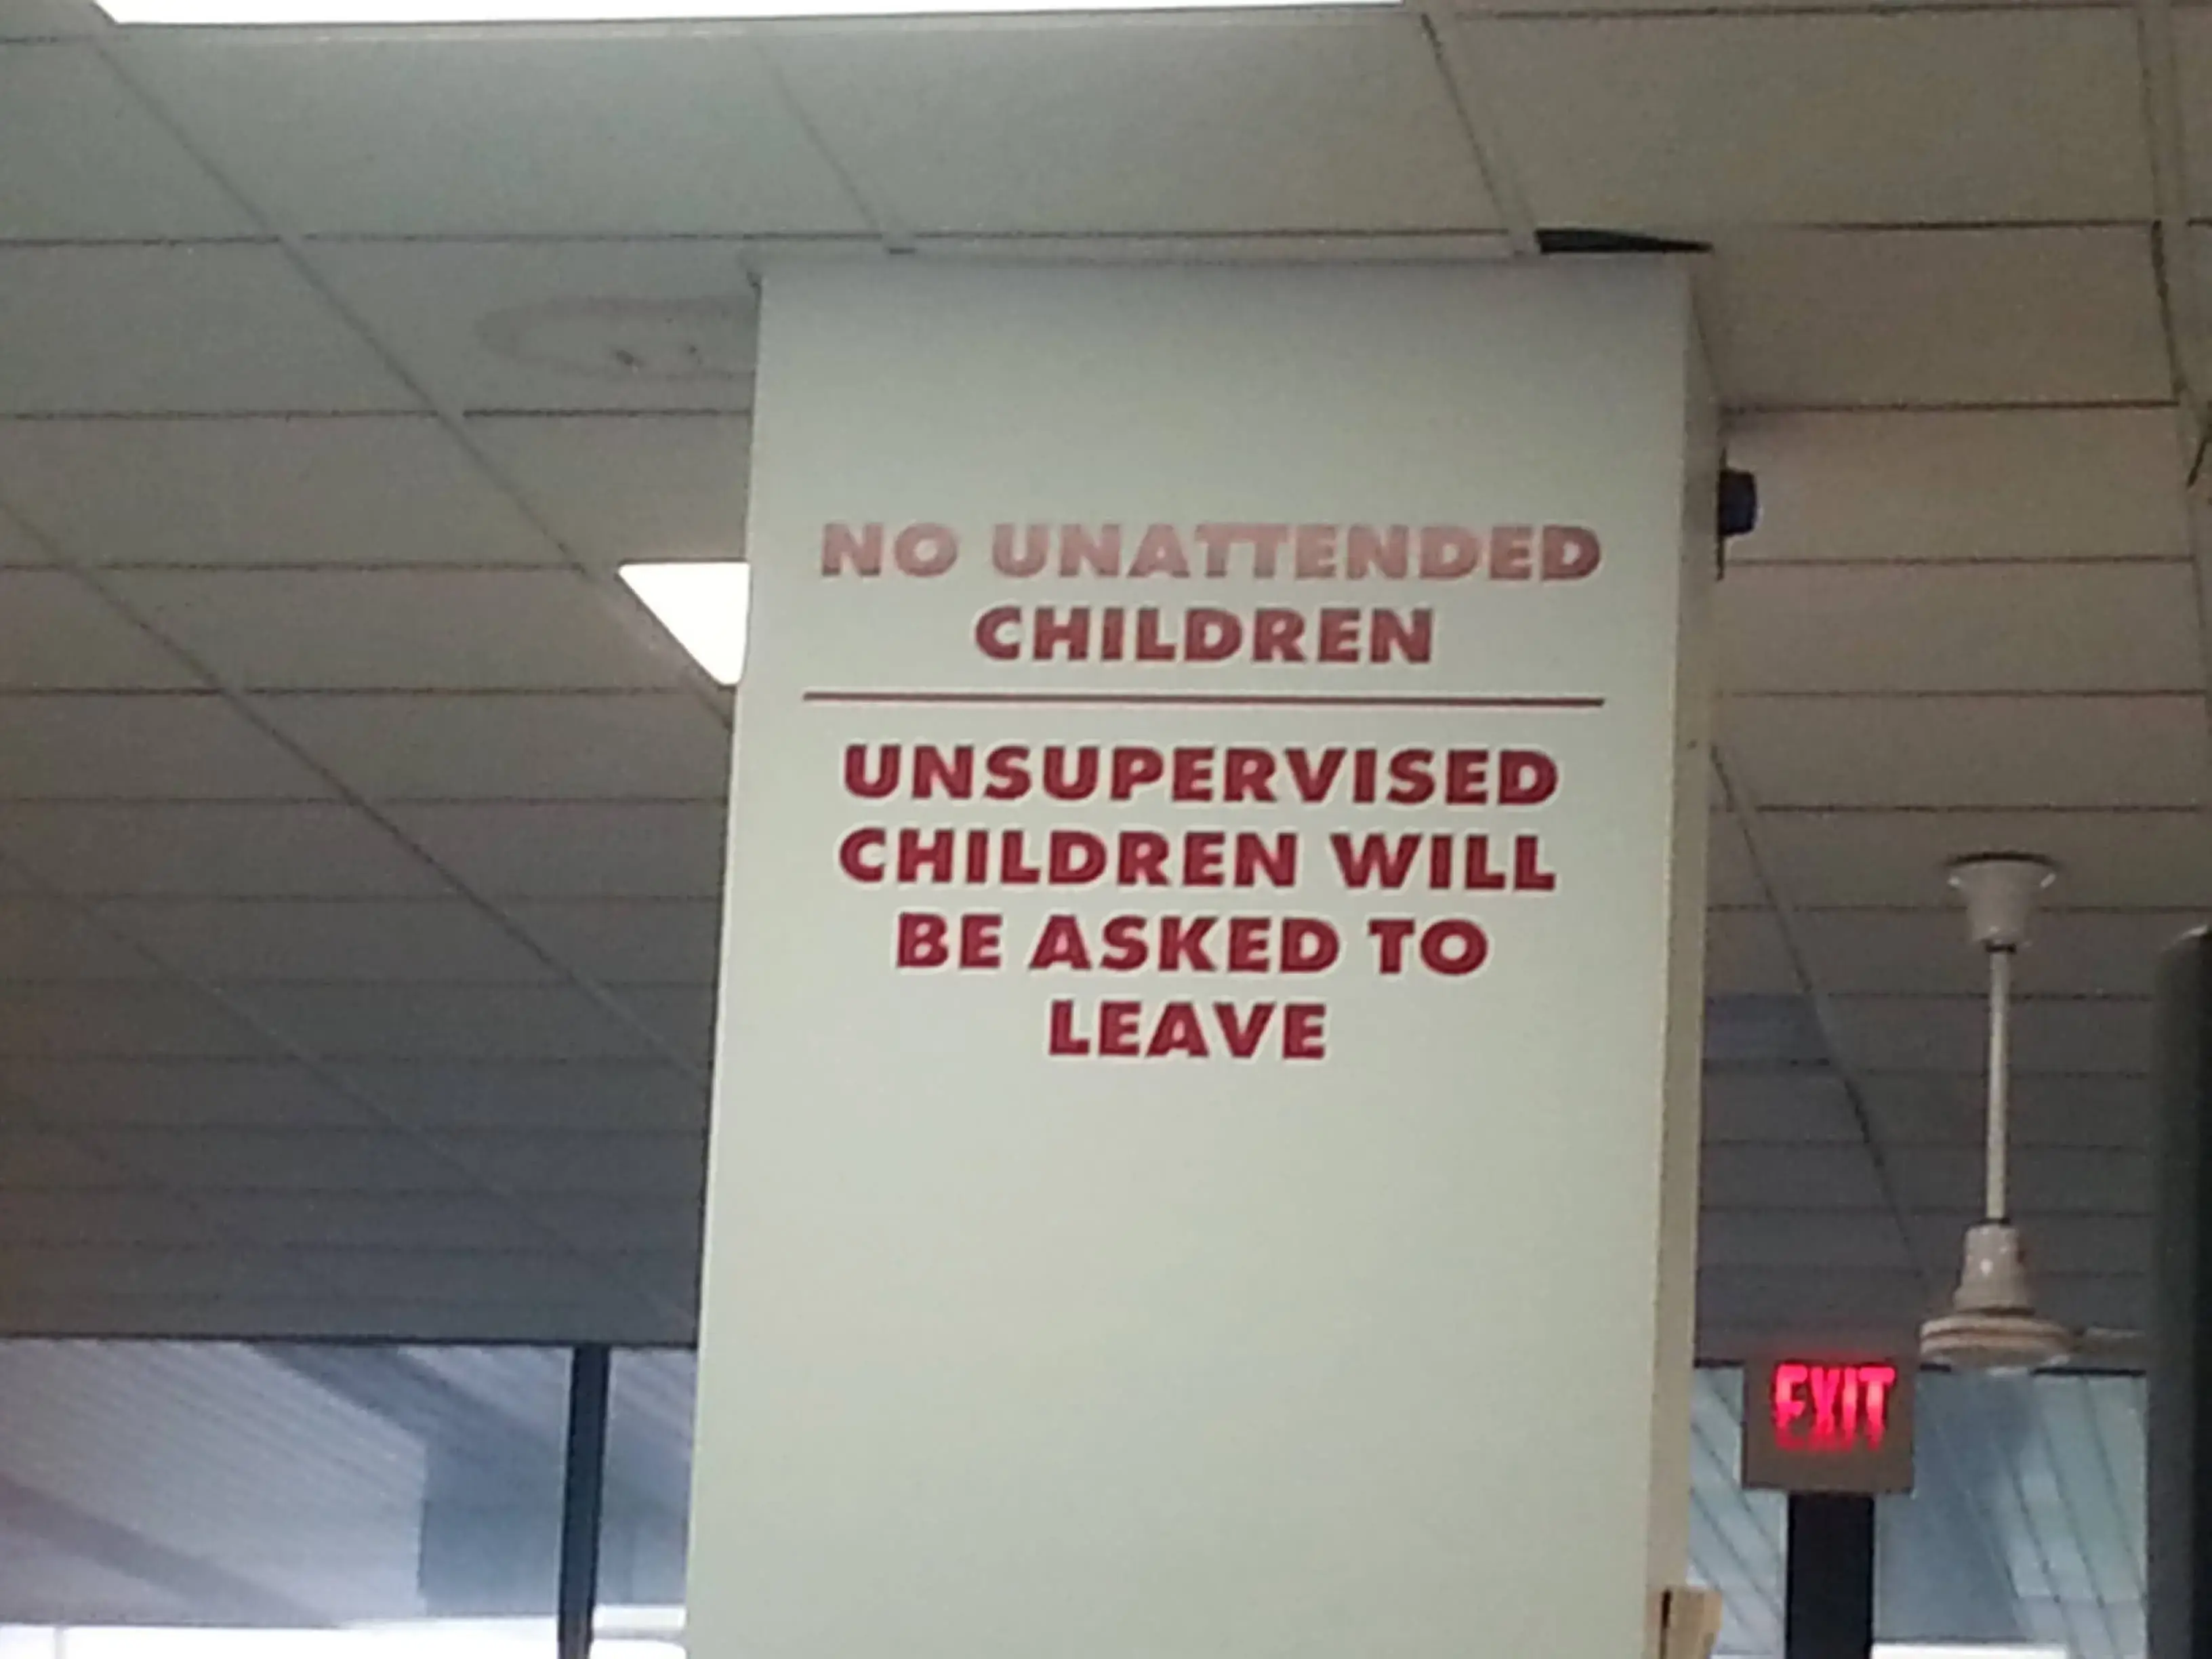 NO UNATTENDED
CHILDREN
UNSUPERVISED
CHILDREN WILL
BE ASKED TO
LEAVE
EXIT